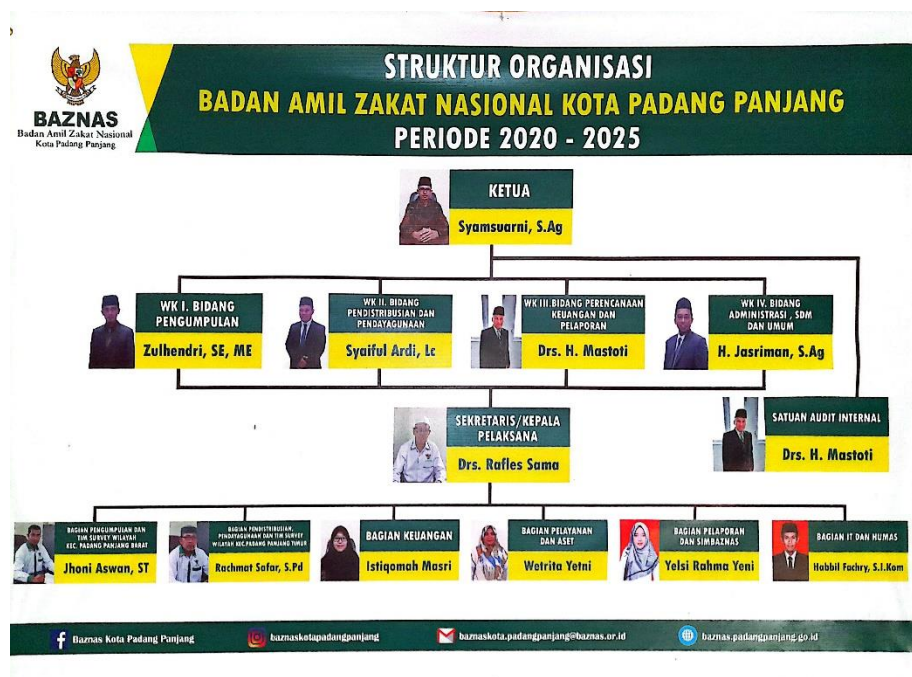 STRUKTUR ORGANISASI
BADAN AMIL ZAKAT NASIONAL KOTA PADANG PANJANG
PERIODE 2020 - 2025
BAZNAS
Badan Amil Zakat Nasional
Kota Padang Panjang
KETUA
Syamsuarni, S.Ag
WK I. BIDANG
PENGUMPULAN
Zulhendri, SE, ME
WK II. BIDANG
PENDISTRIBUSIAN DAN
PENDAYAGUNAAN
Syaiful Ardi, Lc
WK III.BIDANG PERENCANAAN
KEUANGAN DAN
PELAPORAN
Drs. H. Mastoti
WK IV. BIDANG
ADMINISTRASI , SDM
DAN UMUM
H. Jasriman, S.Ag
SEKRETARIS/KEPALA
PELAKSANA
Drs. Rafles Sama
SATUAN AUDIT INTERNAL
Drs. H. Mastoti
BAGIAN PENGUMPULAN DAN
TIM SURVEY WILAYAH
KEC. PADANG PANJANG BARAT
Jhoni Aswan, ST
BAGIAN PENDISTRIBUSIAN,
PENDAYAGUNAAN DAN TIM SURVEY
WILAYAH KEC.PADANG PANJANG TIMUR
Rachmat Safar, S.Pd
BAGIAN KEUANGAN
Istiqomah Masri
BAGIAN PELAYANAN
DAN ASET
Wetrita Yetni
BAGIAN PELAPORAN
DAN SIMBAZNAS
Yelsi Rahma Yeni
BAGIAN IT DAN HUMAS
Habbil Fachry, S.I.Kom
Baznas Kota Padang Panjang
baznaskotapadangpanjang
baznaskota.padangpanjang@baznas.or.id
baznas.padangpanjang.go.id